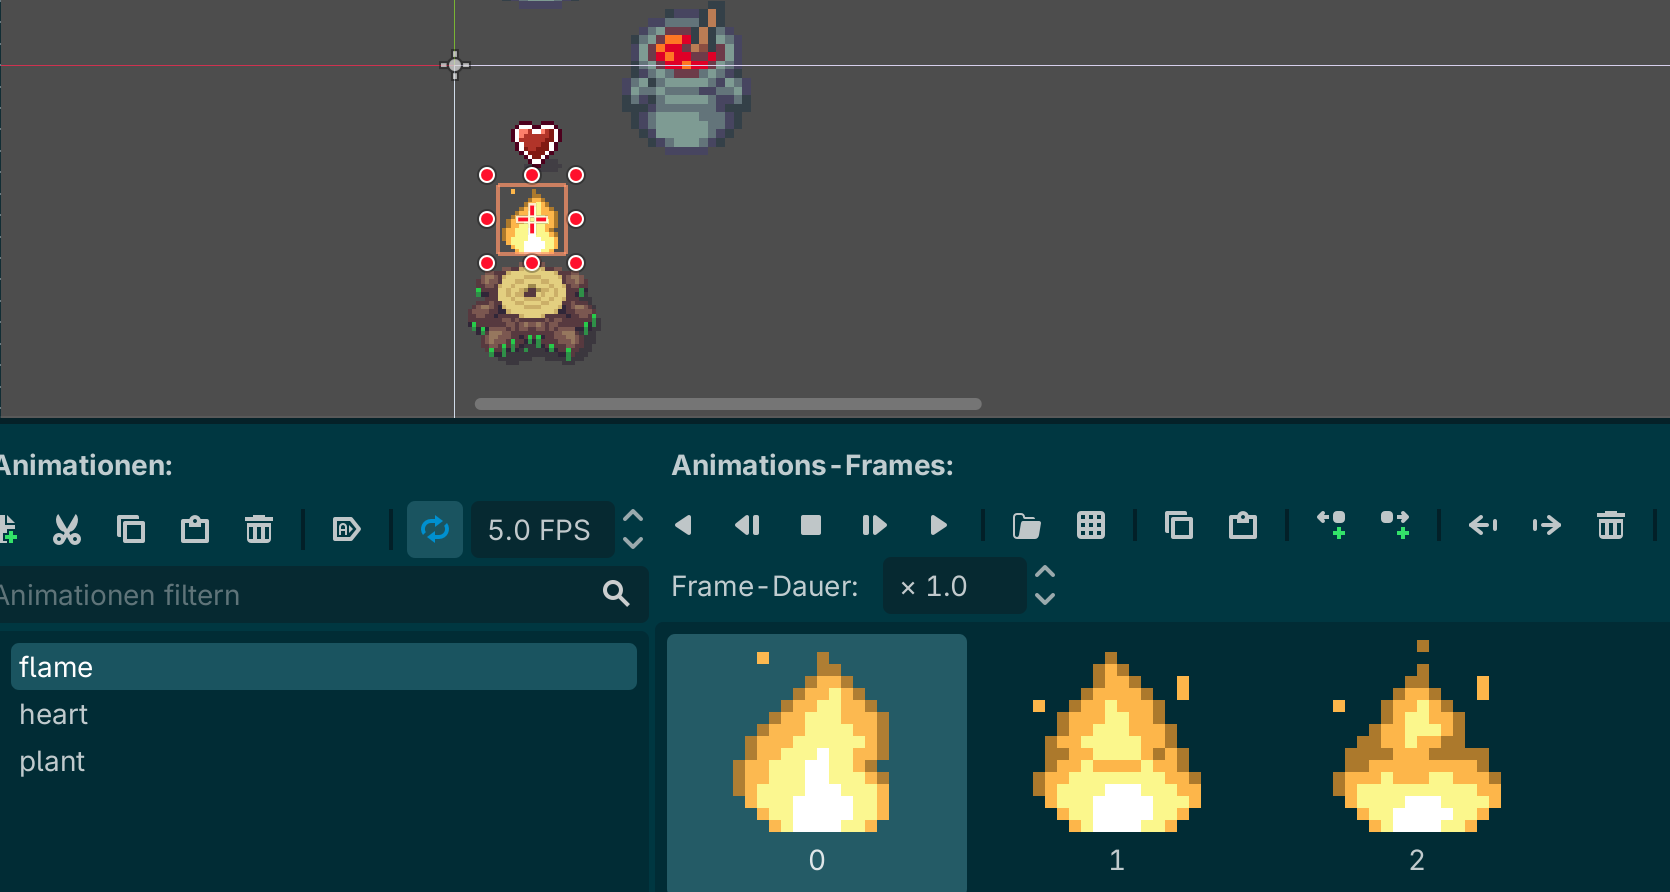 Animationen:
5.0 FPS
Animationen filtern
flame
heart
plant
Animations-Frames:
Frame-Dauer: × 1.0
0 1 2